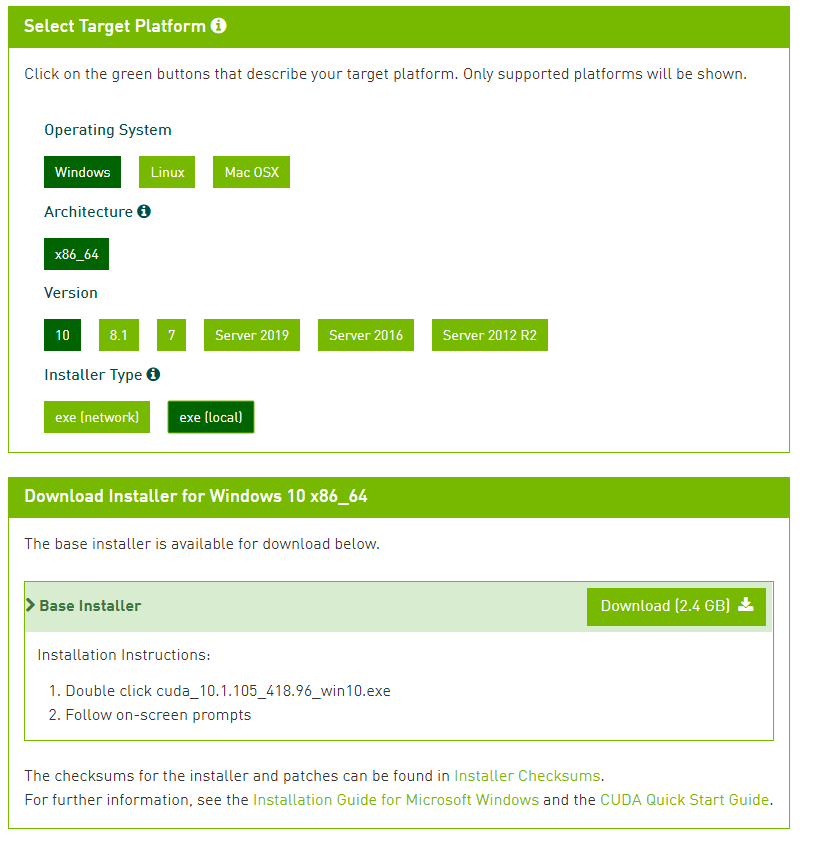 Select Target Platform
Click on the green buttons that describe your target platform. Only supported platforms will be shown.
Operating System
Windows Linux Mac OSX
Architecture
x86_64
Version
10 8.1 7 Server 2019 Server 2016 Server 2012 R2
Installer Type
exe (network) exe (local)
Download Installer for Windows 10 x86_64
The base installer is available for download below.
Base Installer Download (2.4 GB)
Installation Instructions:
1. Double click cuda_10.1.105_418.96_win10.exe
2. Follow on-screen prompts
The checksums for the installer and patches can be found in Installer Checksums.
For further information, see the Installation Guide for Microsoft Windows and the CUDA Quick Start Guide.